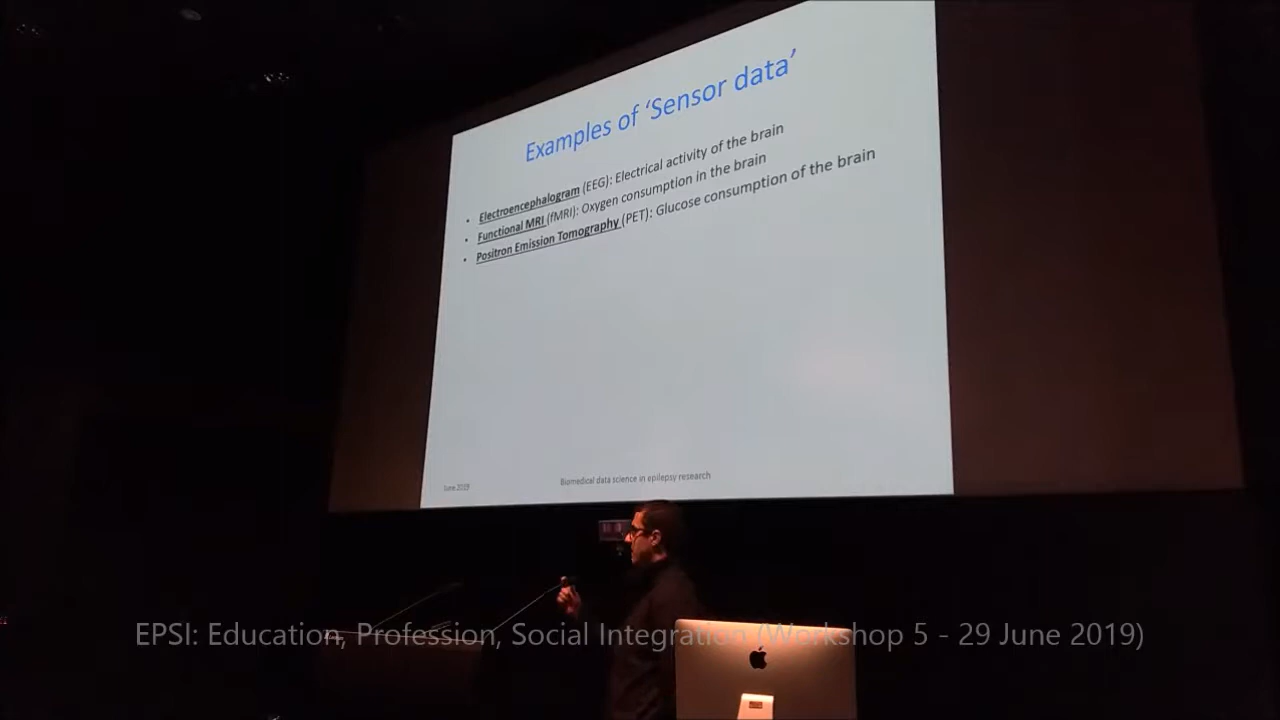 Examples of ‘Sensor data’
• Electroencephalogram (EEG): Electrical activity of the brain
• Functional MRI (fMRI): Oxygen consumption in the brain
• Positron Emission Tomography (PET): Glucose consumption of the brain
June 2019
Biomedical data science in epilepsy research
EPSI: Education, Profession, Social Integration (Workshop 5 - 29 June 2019)